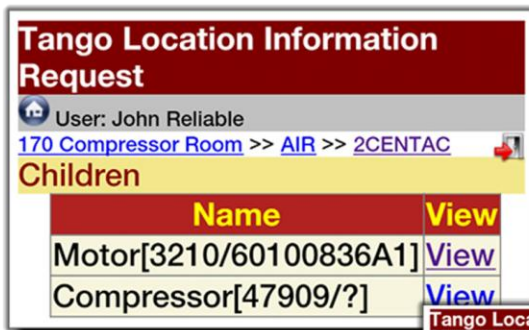 Tango Location Information
Request
User: John Reliable
170 Compressor Room >> AIR >> 2CENTAC
Children
Name View
Motor[3210/60100836A1] View
Compressor[47909/?] View
Tango Loca